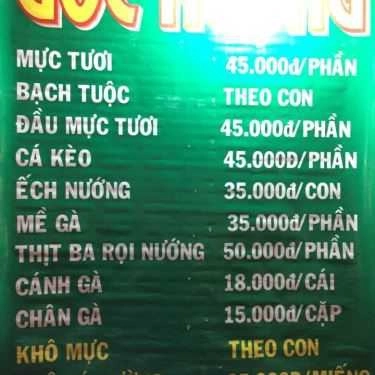 MỰC TƯƠI 45.000đ/PHẦN
BẠCH TUỘC THEO CON
ĐẦU MỰC TƯƠI 45.000đ/PHẦN
CÁ KÈO 45.000Đ/PHẦN
ẾCH NƯỚNG 35.000đ/CON
MỀ GÀ 35.000đ/PHẦN
THỊT BA RỌI NƯỚNG 50.000đ/PHẦN
CÁNH GÀ 18.000đ/CÁI
CHÂN GÀ 15.000đ/CẶP
KHÔ MỰC THEO CON